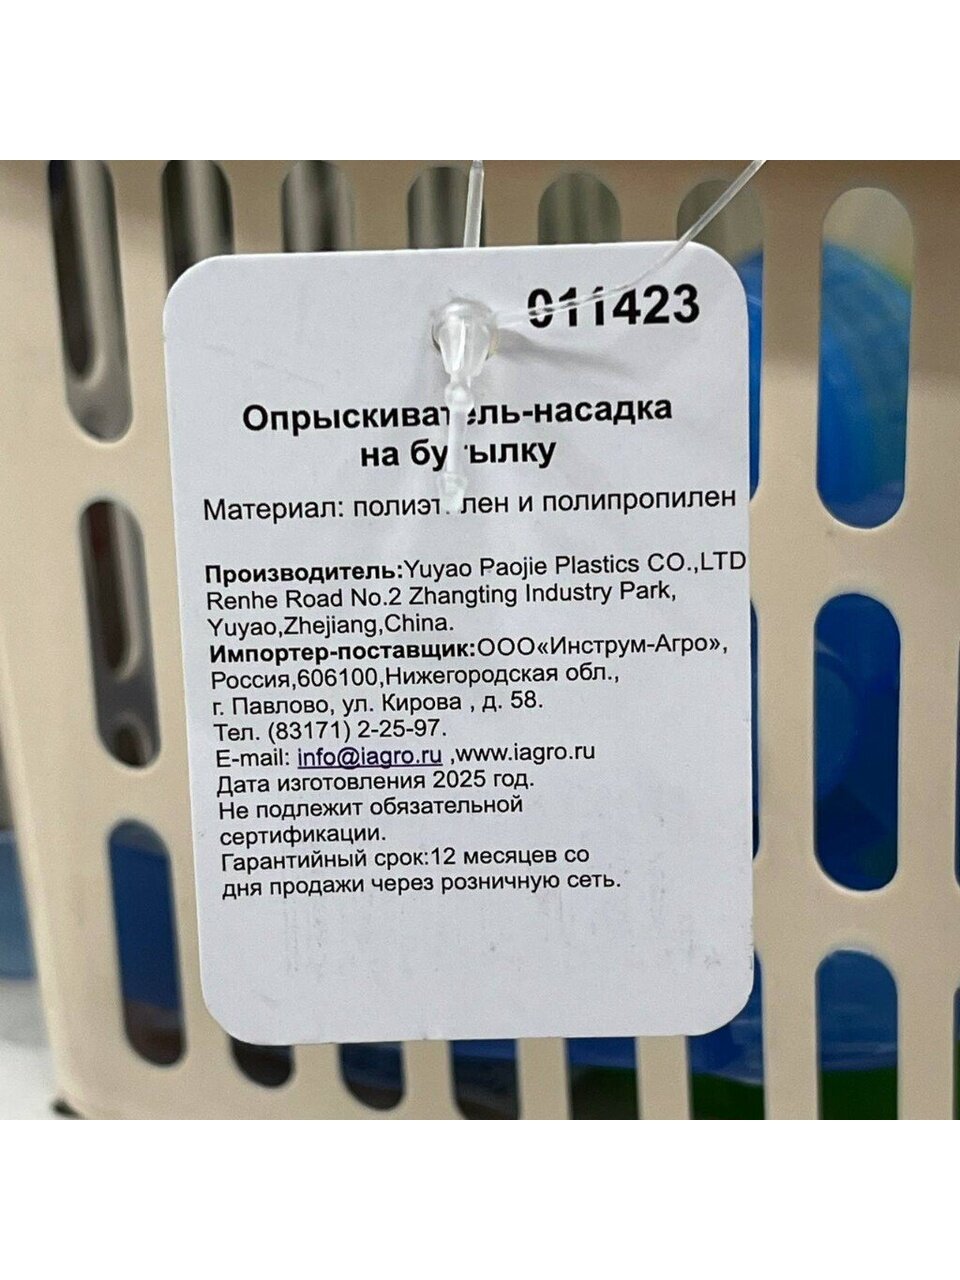 011423
Опрыскиватель-насадка
на бутылку
Материал: полиэтилен и полипропилен
Производитель:Yuyao Paojie Plastics CO.,LTD
Renhe Road No.2 Zhangting Industry Park,
Yuyao,Zhejiang,China.
Импортер-поставщик:ООО«Инструм-Агро»,
Россия,606100,Нижегородская обл.,
г. Павлово, ул. Кирова , д. 58.
Тел. (83171) 2-25-97.
E-mail: info@iagro.ru ,www.iagro.ru
Дата изготовления 2025 год.
Не подлежит обязательной
сертификации.
Гарантийный срок:12 месяцев со
дня продажи через розничную сеть.